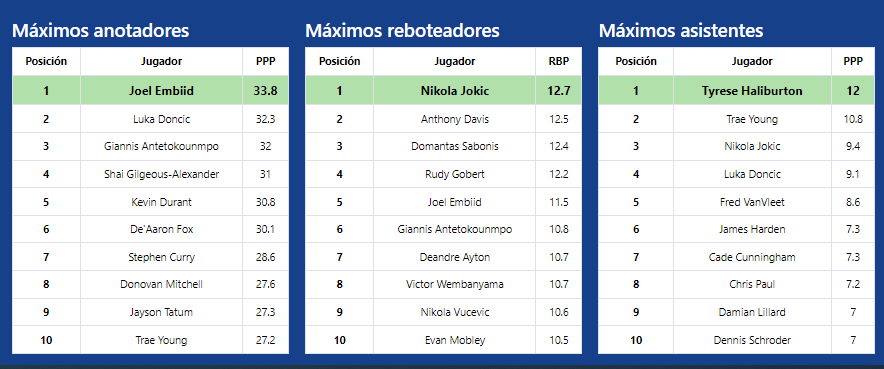 Máximos anotadores
Posición Jugador PPP
1 Joel Embiid 33.8
2 Luka Doncic 32.3
3 Giannis Antetokounmpo 32
4 Shai Gilgeous-Alexander 31
5 Kevin Durant 30.8
6 De'Aaron Fox 30.1
7 Stephen Curry 28.6
8 Donovan Mitchell 27.6
9 Jayson Tatum 27.3
10 Trae Young 27.2
Máximos reboteadores
Posición Jugador RBP
1 Nikola Jokic 12.7
2 Anthony Davis 12.5
3 Domantas Sabonis 12.4
4 Rudy Gobert 12.2
5 Joel Embiid 11.5
6 Giannis Antetokounmpo 10.8
7 Deandre Ayton 10.7
8 Victor Wembanyama 10.7
9 Nikola Vucevic 10.6
10 Evan Mobley 10.5
Máximos asistentes
Posición Jugador PPP
1 Tyrese Haliburton 12
2 Trae Young 10.8
3 Nikola Jokic 9.4
4 Luka Doncic 9.1
5 Fred VanVleet 8.6
6 James Harden 7.3
7 Cade Cunningham 7.3
8 Chris Paul 7.2
9 Damian Lillard 7
10 Dennis Schroder 7